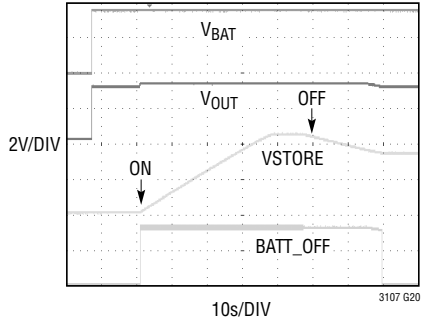 VBAT
VOUT
OFF
2V/DIV
VSTORE
ON
BATT_OFF
3107 G20
10s/DIV